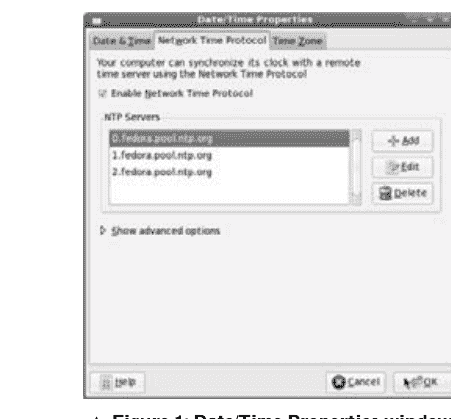 Date/Time Properties
Date & Time Network Time Protocol Time Zone
Your computer can synchronize its clock with a remote
time server using the Network Time Protocol
Enable Network Time Protocol
NTP Servers
0.fedora.pool.ntp.org
1.fedora.pool.ntp.org
2.fedora.pool.ntp.org
Add
Edit
Delete
Show advanced options
Help Cancel OK
Figure 1: Date/Time Properties window